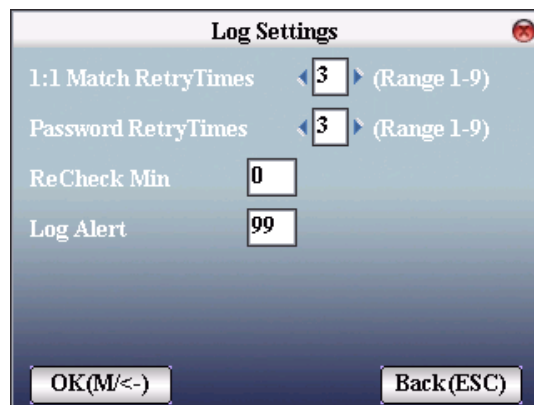 Log Settings
1:1 Match RetryTimes 3 (Range 1-9)
Password RetryTimes 3 (Range 1-9)
ReCheck Min 0
Log Alert 99
OK(M/<-) Back(ESC)